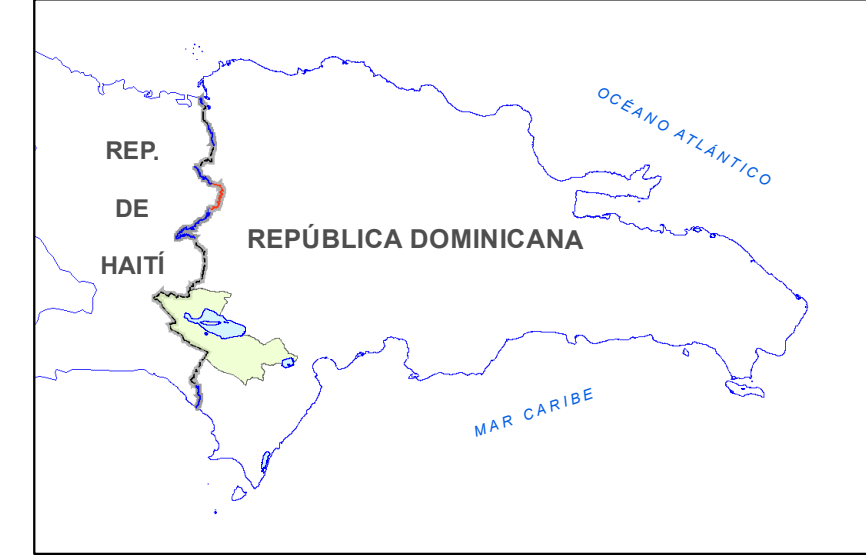 OCÉANO ATLÁNTICO
REP.
DE
HAITÍ
REPÚBLICA DOMINICANA
MAR CARIBE